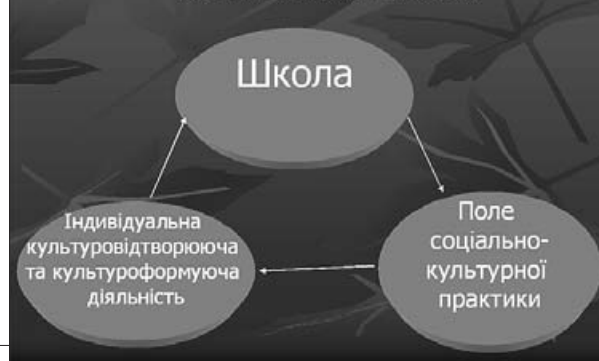 Школа
Індивідуальна
культуровідтворююча
та культуроформуюча
діяльність
Поле
соціально-
культурної
практики